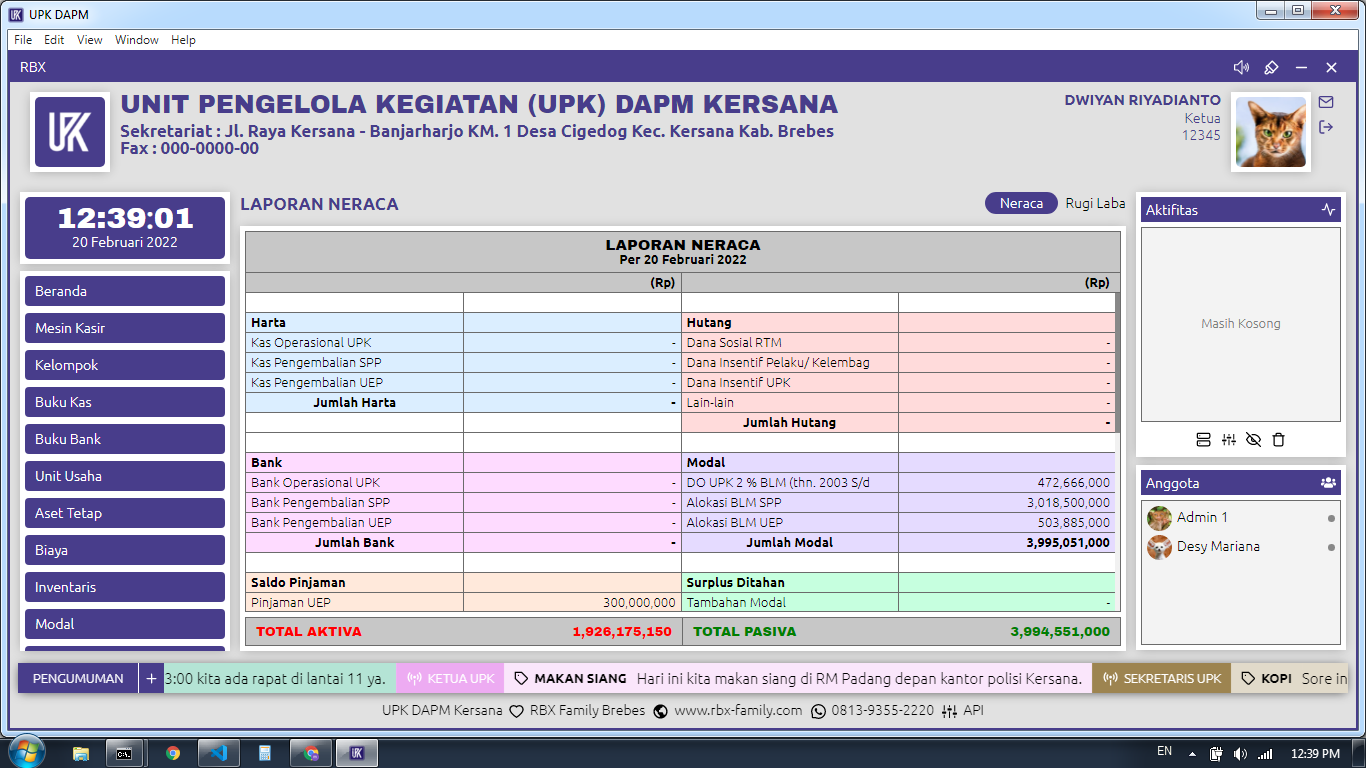 UPK DAPM
File Edit View Window Help
RBX
UPK
UNIT PENGELOLA KEGIATAN (UPK) DAPM KERSANA
Sekretariat : Jl. Raya Kersana - Banjarharjo KM. 1 Desa Cigedog Kec. Kersana Kab. Brebes
Fax : 000-0000-00
DWIYAN RIYADIANTO
Ketua
12345
12:39:01
20 Februari 2022
Beranda
Mesin Kasir
Kelompok
Buku Kas
Buku Bank
Unit Usaha
Aset Tetap
Biaya
Inventaris
Modal
LAPORAN NERACA
Neraca Rugi Laba
LAPORAN NERACA
Per 20 Februari 2022
(Rp) (Rp)
Harta Hutang
Kas Operasional UPK - Dana Sosial RTM -
Kas Pengembalian SPP - Dana Insentif Pelaku/ Kelembag -
Kas Pengembalian UEP - Dana Insentif UPK -
Jumlah Harta - Lain-lain -
Jumlah Hutang -
Bank Modal
Bank Operasional UPK - DO UPK 2 % BLM (thn. 2003 S/d 472,666,000
Bank Pengembalian SPP - Alokasi BLM SPP 3,018,500,000
Bank Pengembalian UEP - Alokasi BLM UEP 503,885,000
Jumlah Bank - Jumlah Modal 3,995,051,000
Saldo Pinjaman Surplus Ditahan
Pinjaman UEP 300,000,000 Tambahan Modal -
TOTAL AKTIVA 1,926,175,150 TOTAL PASIVA 3,994,551,000
Aktifitas
Masih Kosong
Anggota
Admin 1
Desy Mariana
PENGUMUMAN + 3:00 kita ada rapat di lantai 11 ya. KETUA UPK MAKAN SIANG Hari ini kita makan siang di RM Padang depan kantor polisi Kersana. SEKRETARIS UPK KOPI Sore in
UPK DAPM Kersana RBX Family Brebes www.rbx-family.com 0813-9355-2220 API
EN 12:39 PM